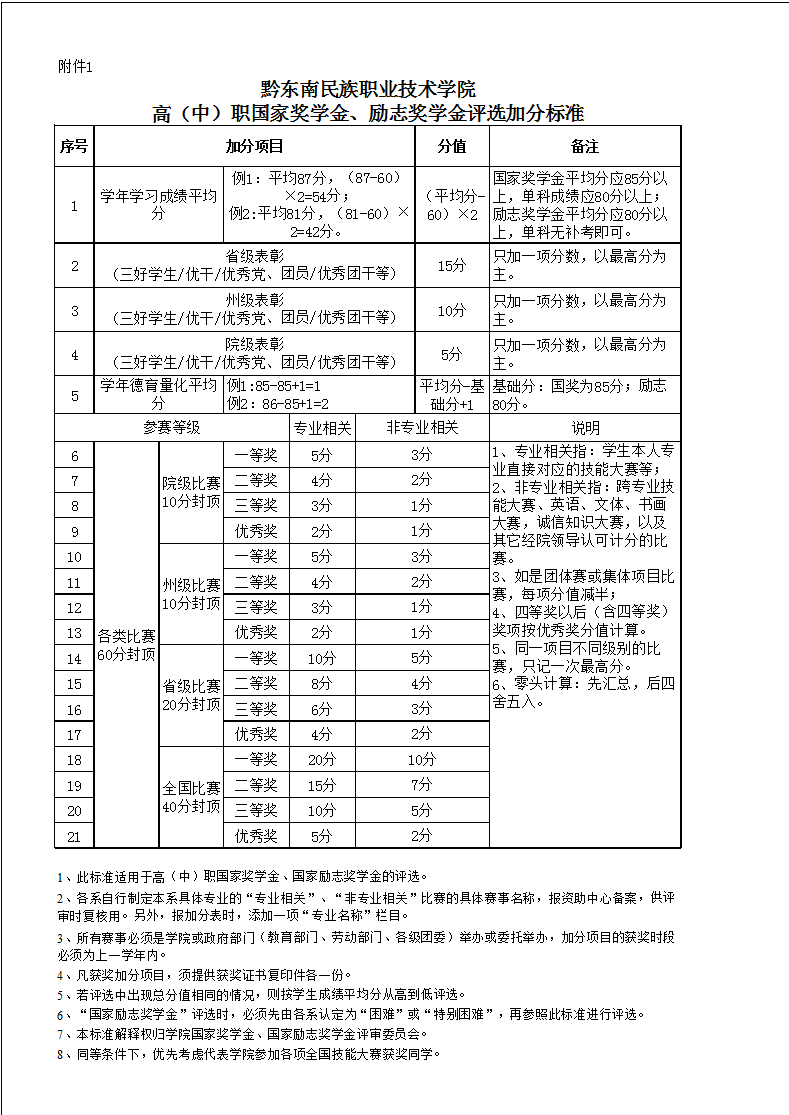 附件1
黔东南民族职业技术学院
高（中）职国家奖学金、励志奖学金评选加分标准
序号 加分项目 分值 备注
1 学年学习成绩平均分 例1：平均87分，（87-60）×2=54分；例2:平均81分，（81-60）×2=42分。 （平均分-60）×2 国家奖学金平均分应85分以上，单科成绩应80分以上；励志奖学金平均分应80分以上，单科无补考即可。
2 省级表彰（三好学生/优干/优秀党、团员/优秀团干等） 15分 只加一项分数，以最高分为主。
3 州级表彰（三好学生/优干/优秀党、团员/优秀团干等） 10分 只加一项分数，以最高分为主。
4 院级表彰（三好学生/优干/优秀党、团员/优秀团干等） 5分 只加一项分数，以最高分为主。
5 学年德育量化平均分 例1:85-85+1=1 例2：86-85+1=2 平均分-基础分+1 基础分：国奖为85分；励志80分。
参赛等级 专业相关 非专业相关 说明
各类比赛60分封顶
院级比赛10分封顶
6 一等奖 5分 3分
7 二等奖 4分 2分
8 三等奖 3分 1分
9 优秀奖 2分 1分
州级比赛10分封顶
10 一等奖 5分 3分
11 二等奖 4分 2分
12 三等奖 3分 1分
13 优秀奖 2分 1分
省级比赛20分封顶
14 一等奖 10分 5分
15 二等奖 8分 4分
16 三等奖 6分 3分
17 优秀奖 4分 2分
全国比赛40分封顶
18 一等奖 20分 10分
19 二等奖 15分 7分
20 三等奖 10分 5分
21 优秀奖 5分 2分
1、专业相关指：学生本人专
业直接对应的技能大赛等；
2、非专业相关指：跨专业技
能大赛、英语、文体、书画
大赛，诚信知识大赛，以及
其它经院领导认可计分的比
赛。
3、如是团体赛或集体项目比
赛，每项分值减半；
4、四等奖以后（含四等奖）
奖项按优秀奖分值计算。
5、同一项目不同级别的比
赛，只记一次最高分。
6、零头计算：先汇总，后四
舍五入。
1、此标准适用于高（中）职国家奖学金、国家励志奖学金的评选。
2、各系自行制定本系具体专业的“专业相关”、“非专业相关”比赛的具体赛事名称，报资助中心备案，供评
审时复核用。另外，报加分表时，添加一项“专业名称”栏目。
3、所有赛事必须是学院或政府部门（教育部门、劳动部门、各级团委）举办或委托举办，加分项目的获奖时段
必须为上一学年内。
4、凡获奖加分项目，须提供获奖证书复印件各一份。
5、若评选中出现总分值相同的情况，则按学生成绩平均分从高到低评选。
6、“国家励志奖学金”评选时，必须先由各系认定为“困难”或“特别困难”，再参照此标准进行评选。
7、本标准解释权归学院国家奖学金、国家励志奖学金评审委员会。
8、同等条件下，优先考虑代表学院参加各项全国技能大赛获奖同学。